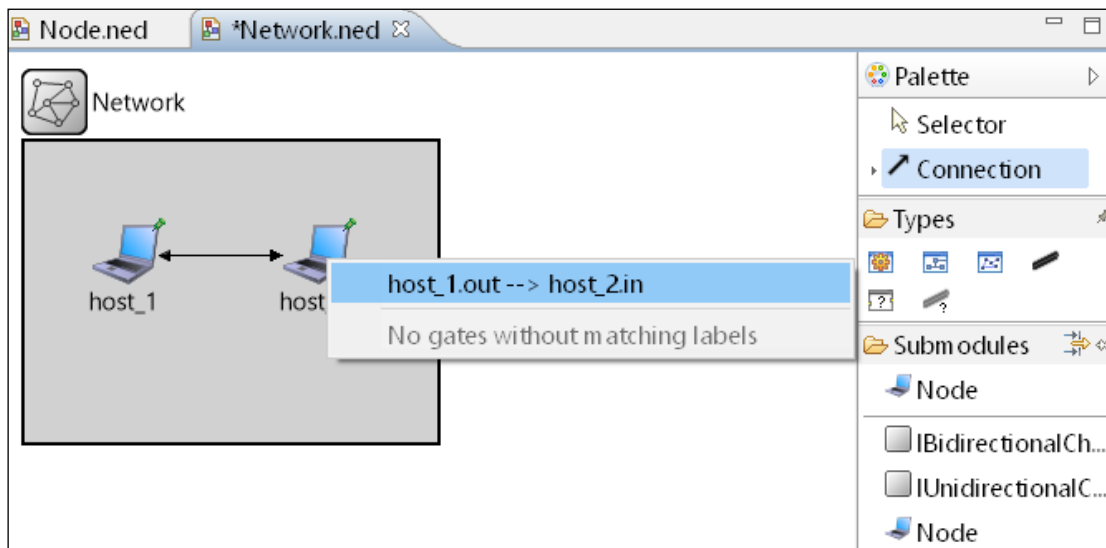 Node.ned
*Network.ned
Network
Palette
Selector
Connection
Types
host_1
host_
host_1.out --> host_2.in
No gates without matching labels
Submodules
Node
IBidirectionalCh...
IUnidirectionalC...
Node